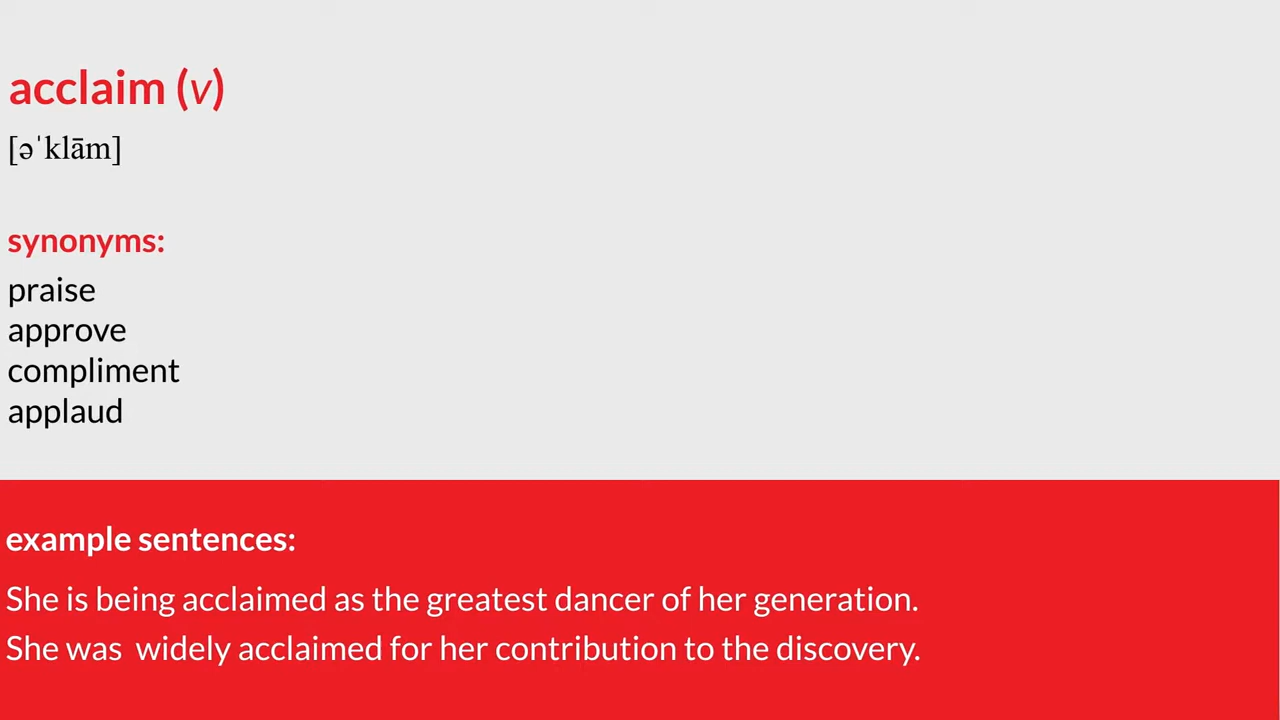 acclaim (v)
[əˈklām]
synonyms:
praise
approve
compliment
applaud
example sentences:
She is being acclaimed as the greatest dancer of her generation.
She was  widely acclaimed for her contribution to the discovery.